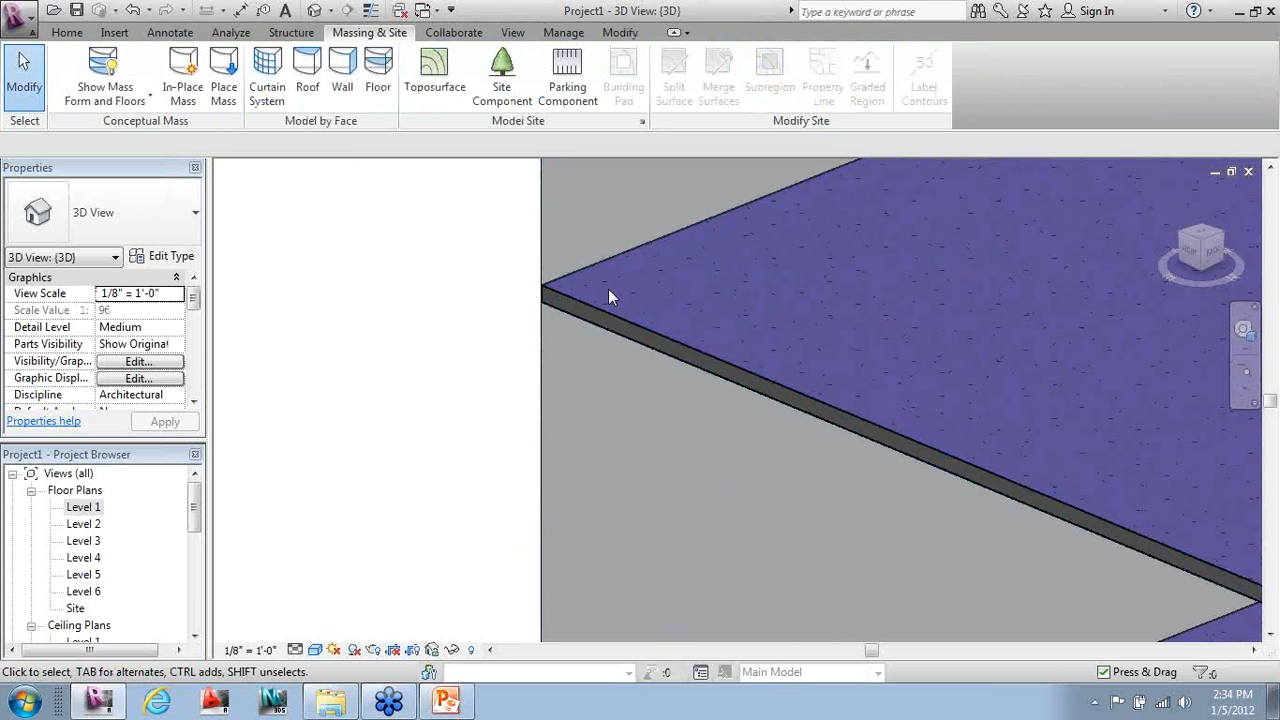 Project1 - 3D View: {3D}
Type a keyword or phrase
Sign In
Home Insert Annotate Analyze Structure Massing & Site Collaborate View Manage Modify
Modify
Show Mass
Form and Floors
In-Place
Mass
Place
Mass
Curtain
System
Roof
Wall
Floor
Toposurface
Site
Component
Parking
Component
Building
Pad
Split
Surface
Merge
Surfaces
Subregion
Property
Line
Graded
Region
Label
Contours
Select
Conceptual Mass
Model by Face
Model Site
Modify Site
Properties
3D View
3D View: {3D}
Edit Type
Graphics
View Scale 1/8" = 1'-0"
Scale Value 1: 96
Detail Level Medium
Parts Visibility Show Original
Visibility/Grap... Edit...
Graphic Displ... Edit...
Discipline Architectural
Properties help
Apply
Project1 - Project Browser
Views (all)
Floor Plans
Level 1
Level 2
Level 3
Level 4
Level 5
Level 6
Site
Ceiling Plans
Level 1
1/8" = 1'-0"
Click to select, TAB for alternates, CTRL adds, SHIFT unselects.
:0
Main Model
Press & Drag
:0
2:34 PM
1/5/2012